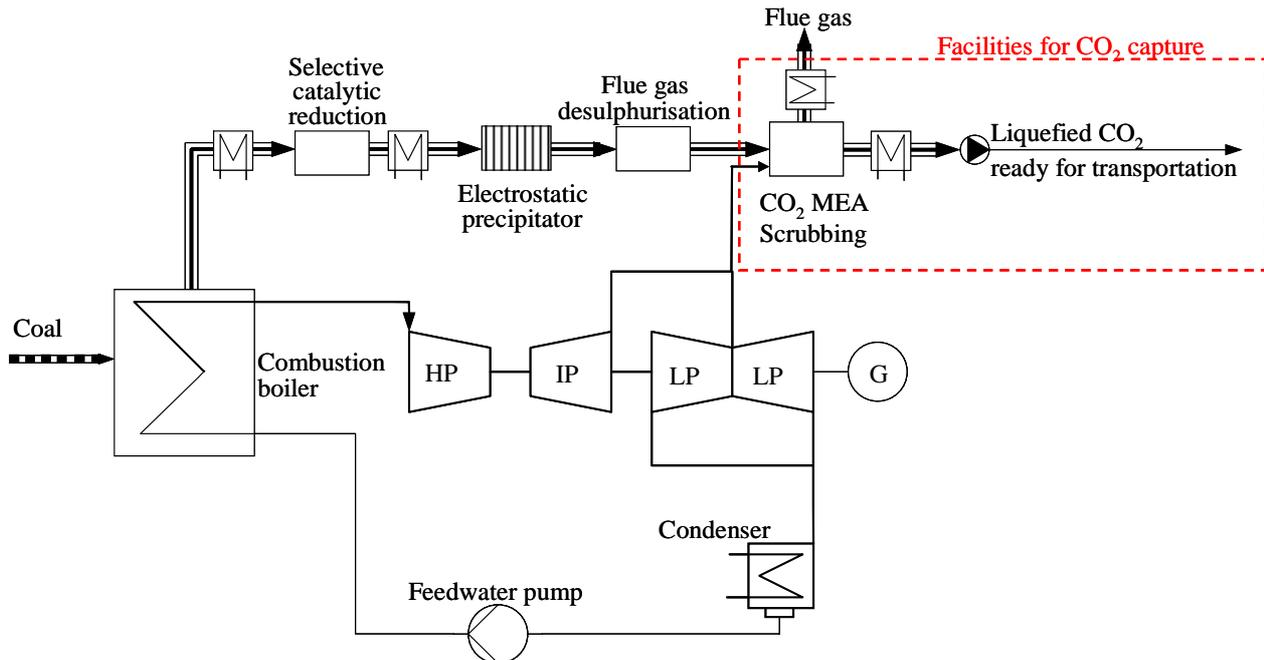 Flue gas
Facilities for CO2 capture
Selective
catalytic
reduction
Flue gas
desulphurisation
Liquefied CO2
ready for transportation
Electrostatic
precipitator
CO2 MEA
Scrubbing
Coal
Combustion
boiler
HP
IP
LP
LP
G
Condenser
Feedwater pump